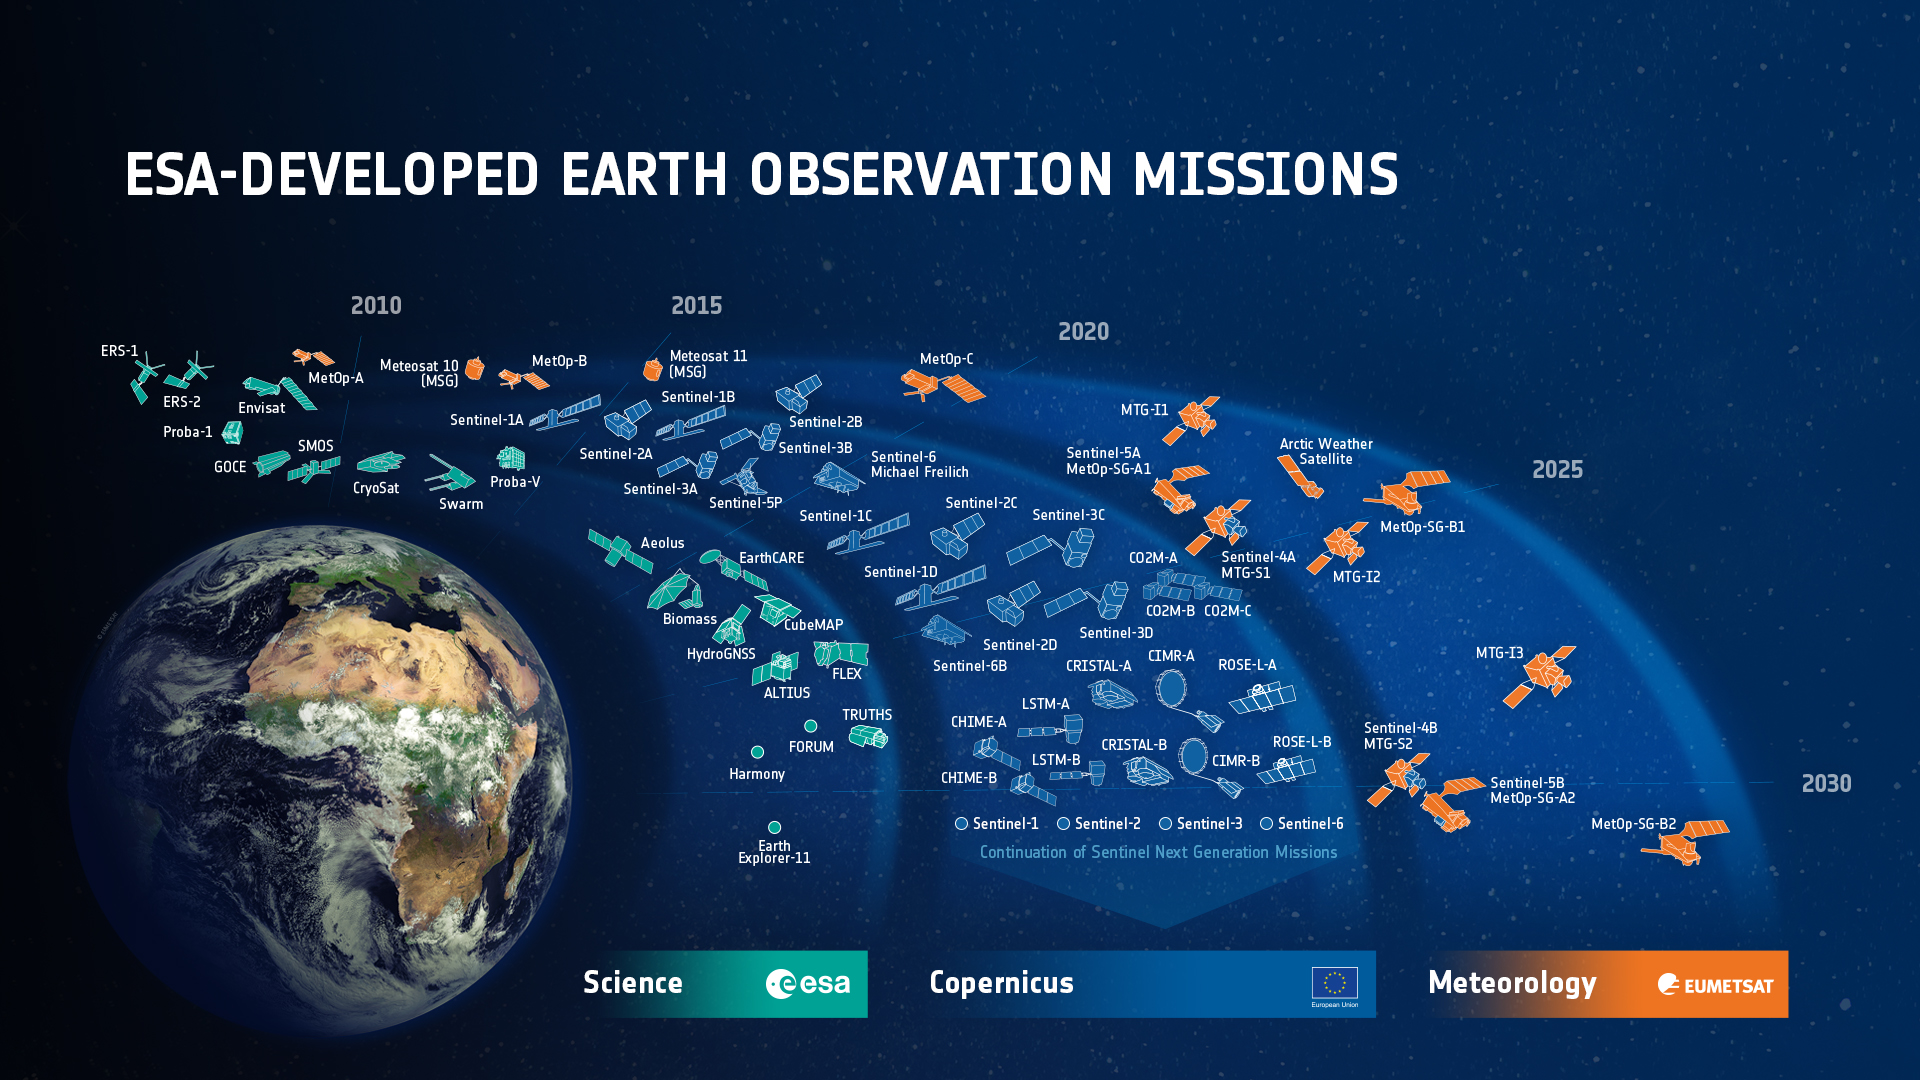 ESA-DEVELOPED EARTH OBSERVATION MISSIONS
2010
2015
2020
2025
2030
ERS-1
ERS-2
MetOp-A
Envisat
Proba-1
GOCE
SMOS
CryoSat
Swarm
Proba-V
Meteosat 10
(MSG)
MetOp-B
Meteosat 11
(MSG)
MetOp-C
Sentinel-1A
Sentinel-1B
Sentinel-2A
Sentinel-2B
Sentinel-3A
Sentinel-3B
Sentinel-5P
Sentinel-6
Michael Freilich
Sentinel-1C
Sentinel-2C
Sentinel-3C
Sentinel-1D
Sentinel-2D
Sentinel-3D
Sentinel-6B
MTG-I1
Sentinel-5A
MetOp-SG-A1
Arctic Weather
Satellite
MetOp-SG-B1
Sentinel-4A
MTG-S1
MTG-I2
CO2M-A
CO2M-B
CO2M-C
Aeolus
EarthCARE
Biomass
CubeMAP
HydroGNSS
FLEX
ALTIUS
TRUTHS
FORUM
Harmony
Earth
Explorer-11
CRISTAL-A
CIMR-A
ROSE-L-A
LSTM-A
CHIME-A
CRISTAL-B
CIMR-B
ROSE-L-B
LSTM-B
CHIME-B
MTG-I3
Sentinel-4B
MTG-S2
Sentinel-5B
MetOp-SG-A2
MetOp-SG-B2
Sentinel-1
Sentinel-2
Sentinel-3
Sentinel-6
Continuation of Sentinel Next Generation Missions
Science
esa
Copernicus
European Union
Meteorology
EUMETSAT